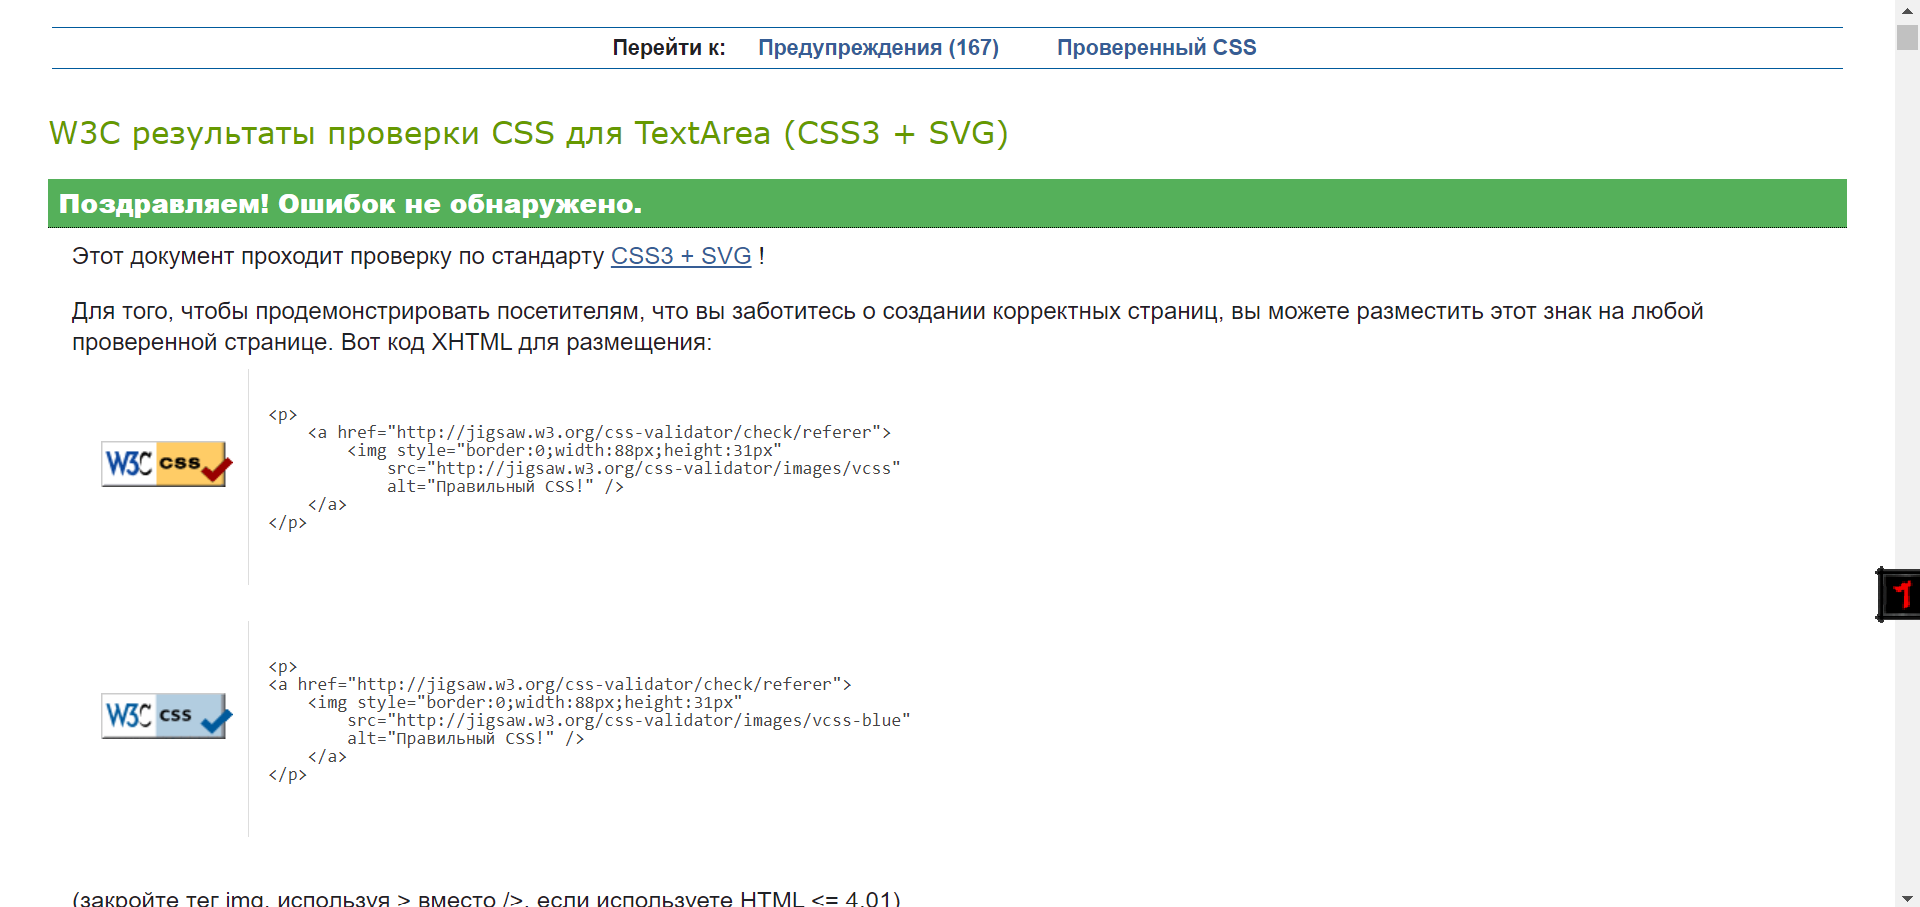 Перейти к: Предупреждения (167) Проверенный CSS
W3C результаты проверки CSS для TextArea (CSS3 + SVG)
Поздравляем! Ошибок не обнаружено.
Этот документ проходит проверку по стандарту CSS3 + SVG !
Для того, чтобы продемонстрировать посетителям, что вы заботитесь о создании корректных страниц, вы можете разместить этот знак на любой
проверенной странице. Вот код XHTML для размещения:
W3C css
<p>
    <a href="http://jigsaw.w3.org/css-validator/check/referer">
        <img style="border:0;width:88px;height:31px"
            src="http://jigsaw.w3.org/css-validator/images/vcss"
            alt="Правильный CSS!" />
    </a>
</p>
W3C css
<p>
<a href="http://jigsaw.w3.org/css-validator/check/referer">
    <img style="border:0;width:88px;height:31px"
        src="http://jigsaw.w3.org/css-validator/images/vcss-blue"
        alt="Правильный CSS!" />
    </a>
</p>
1
(закройте тег img, используя > вместо />, если используете HTML <= 4.01)